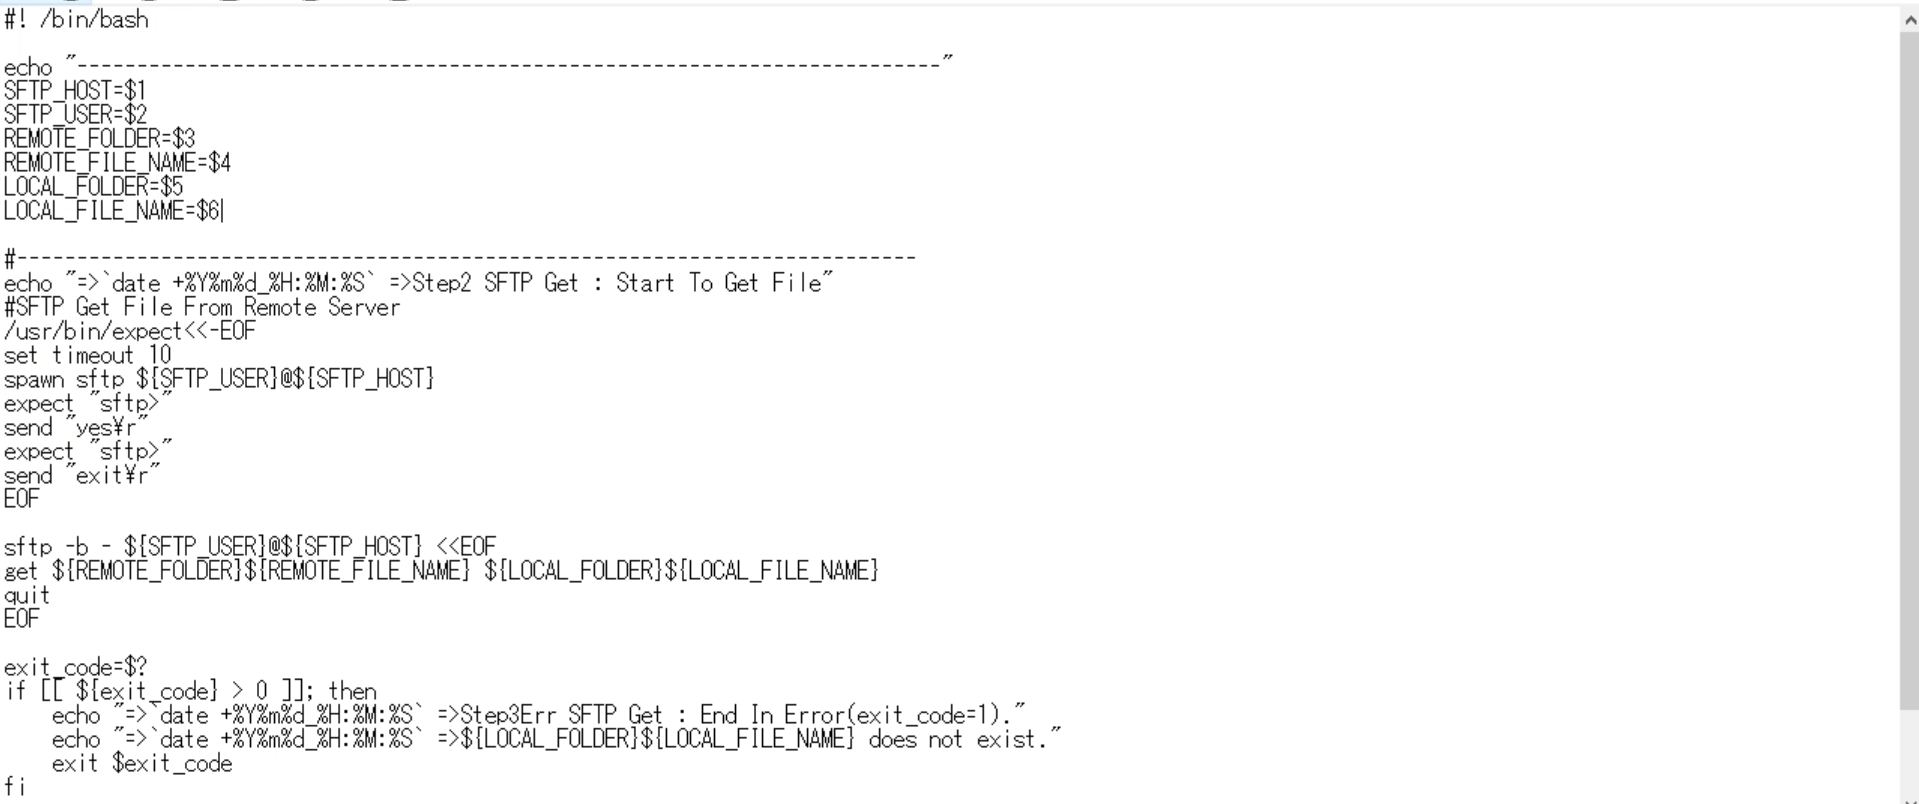 #! /bin/bash
echo "------------------------------------------------------------------------"
SFTP_HOST=$1
SFTP_USER=$2
REMOTE_FOLDER=$3
REMOTE_FILE_NAME=$4
LOCAL_FOLDER=$5
LOCAL_FILE_NAME=$6
#---------------------------------------------------------------------------
echo "=>`date +%Y%m%d_%H:%M:%S` =>Step2 SFTP Get : Start To Get File"
#SFTP Get File From Remote Server
/usr/bin/expect<<-EOF
set timeout 10
spawn sftp ${SFTP_USER}@${SFTP_HOST}
expect "sftp>"
send "yes¥r"
expect "sftp>"
send "exit¥r"
EOF
sftp -b - ${SFTP_USER}@${SFTP_HOST} <<EOF
get ${REMOTE_FOLDER}${REMOTE_FILE_NAME} ${LOCAL_FOLDER}${LOCAL_FILE_NAME}
quit
EOF
exit_code=$?
if [[ ${exit_code} > 0 ]]; then
    echo "=>`date +%Y%m%d_%H:%M:%S` =>Step3Err SFTP Get : End In Error(exit_code=1)."
    echo "=>`date +%Y%m%d_%H:%M:%S` =>${LOCAL_FOLDER}${LOCAL_FILE_NAME} does not exist."
    exit $exit_code
fi